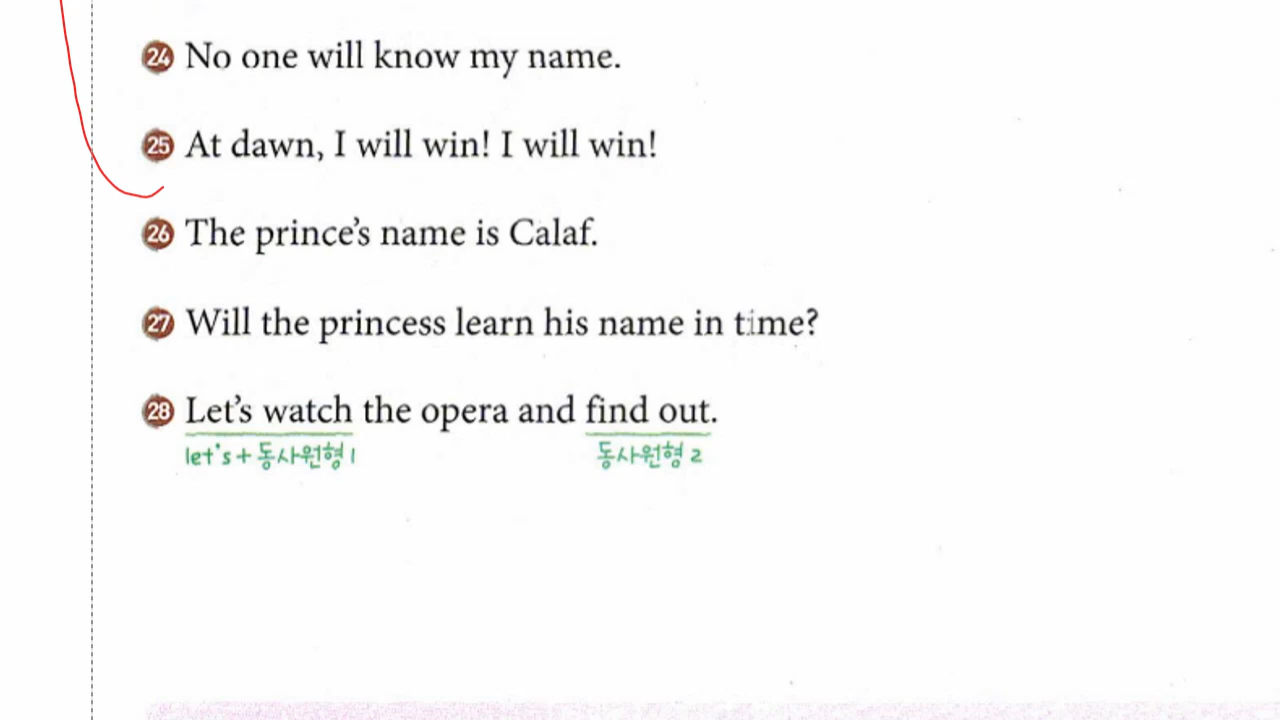 24 No one will know my name.
25 At dawn, I will win! I will win!
26 The prince's name is Calaf.
27 Will the princess learn his name in time?
28 Let's watch the opera and find out.
let's + 동사원형 1 동사원형 2